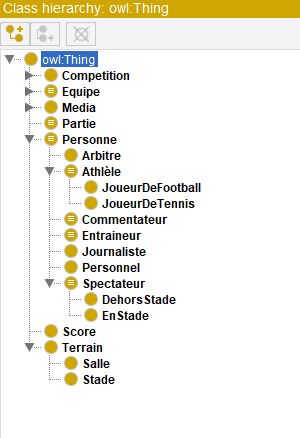 Class hierarchy: owl:Thing
owl:Thing
Competition
Equipe
Media
Partie
Personne
Arbitre
Athlèle
JoueurDeFootball
JoueurDeTennis
Commentateur
Entraineur
Journaliste
Personnel
Spectateur
DehorsStade
EnStade
Score
Terrain
Salle
Stade